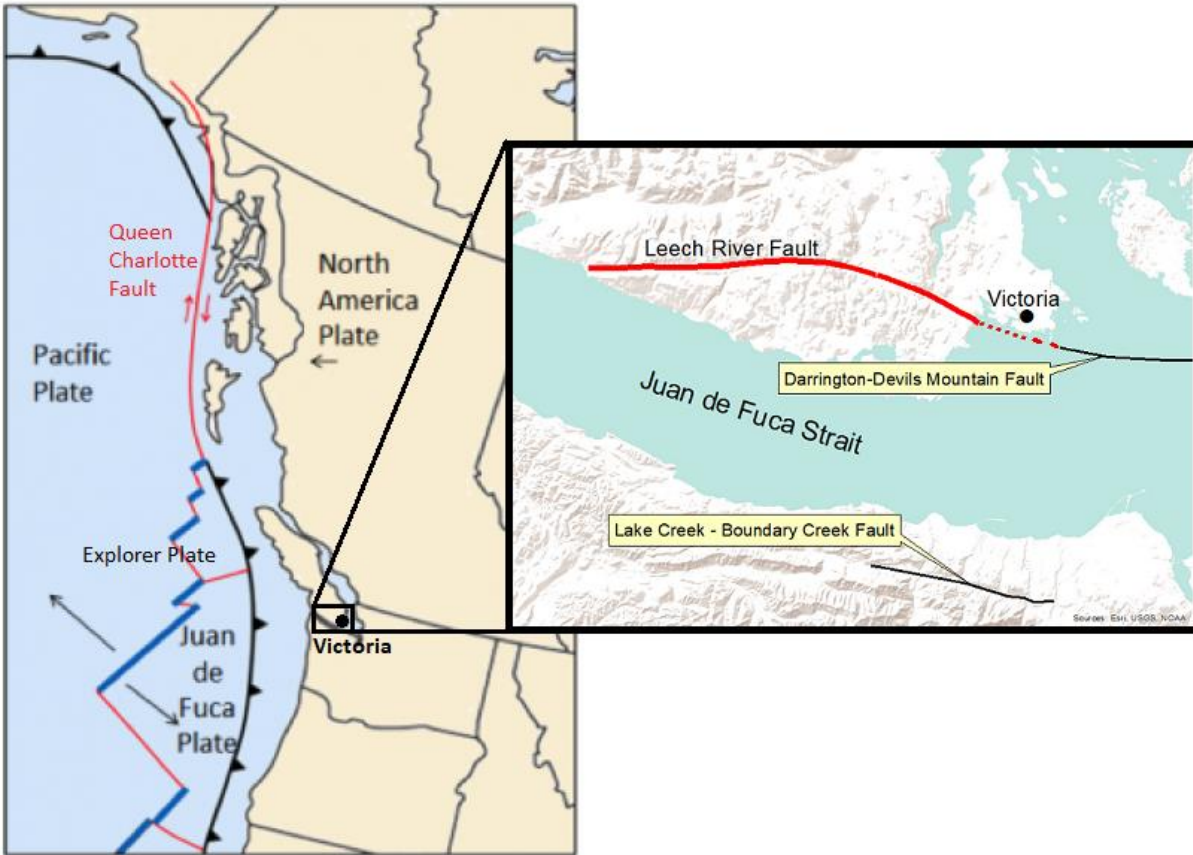 Queen
Charlotte
Fault
North
America
Plate
Pacific
Plate
Explorer Plate
Juan
de
Fuca
Plate
Victoria
Leech River Fault
Victoria
Darrington-Devils Mountain Fault
Juan de Fuca Strait
Lake Creek - Boundary Creek Fault
Sources: Esri, USGS, NOAA